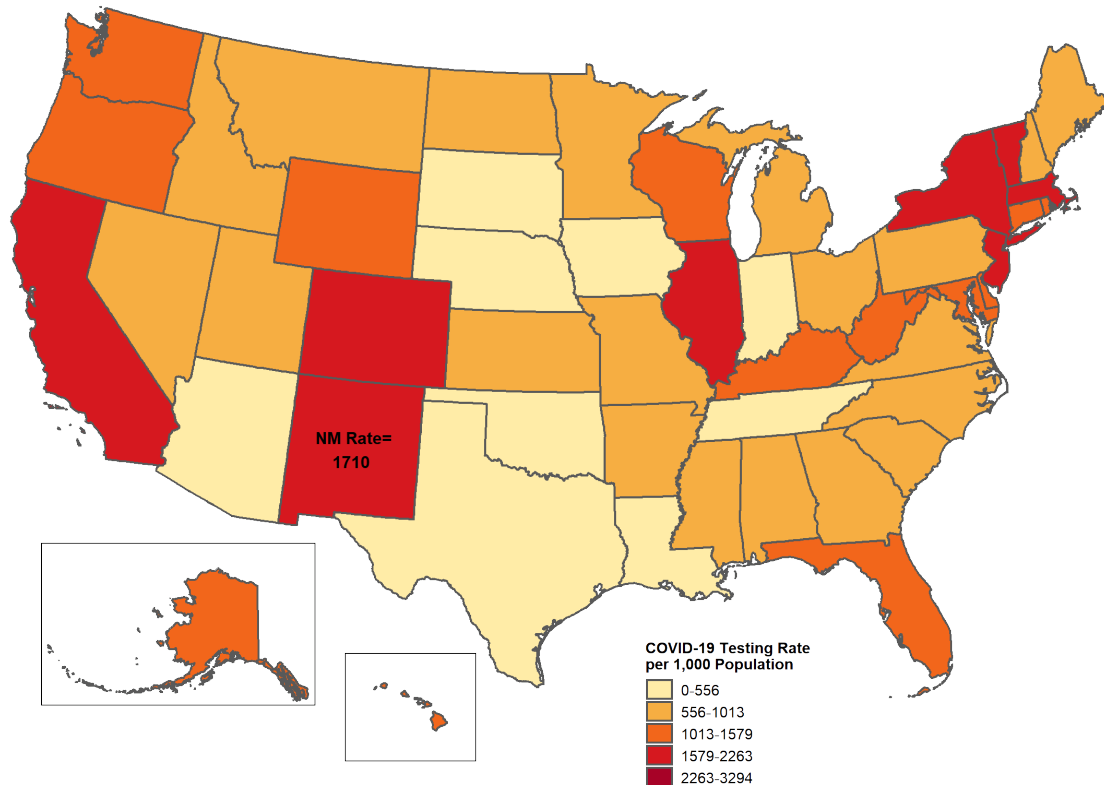 NM Rate=
1710
COVID-19 Testing Rate
per 1,000 Population
0-556
556-1013
1013-1579
1579-2263
2263-3294